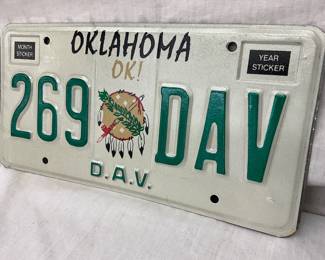 MONTH STICKER
OKLAHOMA
OK!
YEAR STICKER
269 DAV
D.A.V.